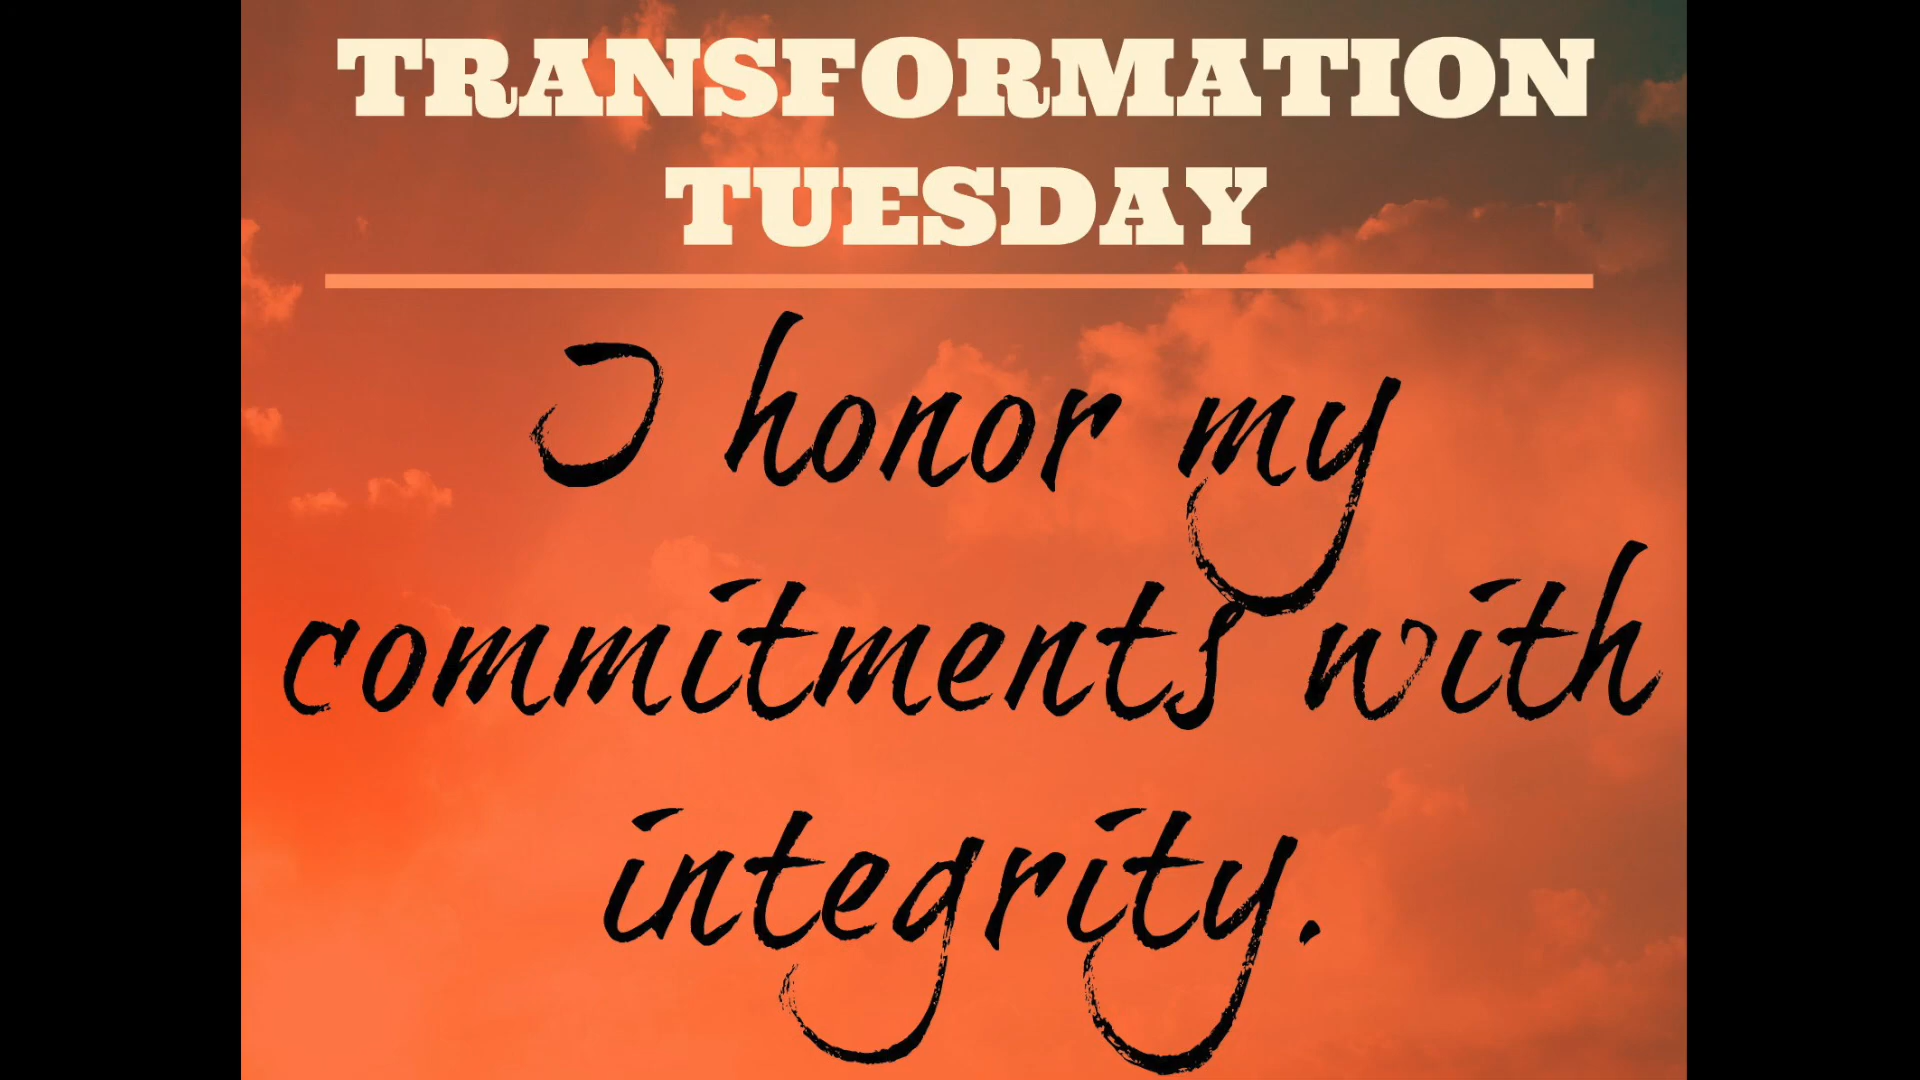 TRANSFORMATION
TUESDAY
I honor my
commitments with
integrity.